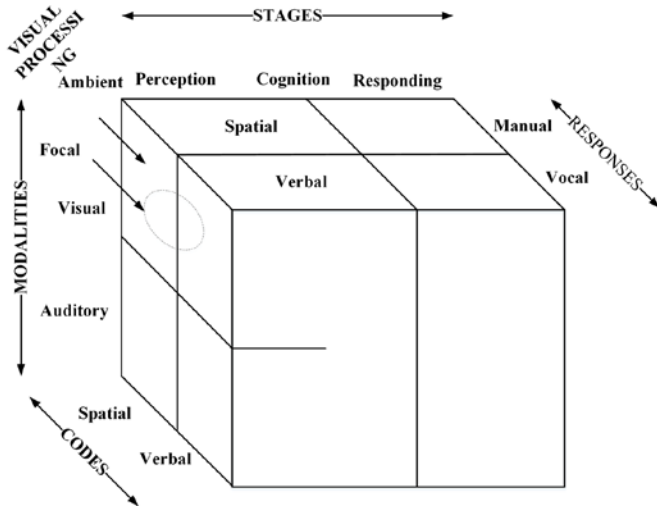 STAGES
VISUAL
PROCESSI
NG
Ambient
Perception
Cognition
Responding
Spatial
Manual
RESPONSES
Focal
Verbal
Vocal
Visual
MODALITIES
Auditory
Spatial
Verbal
CODES